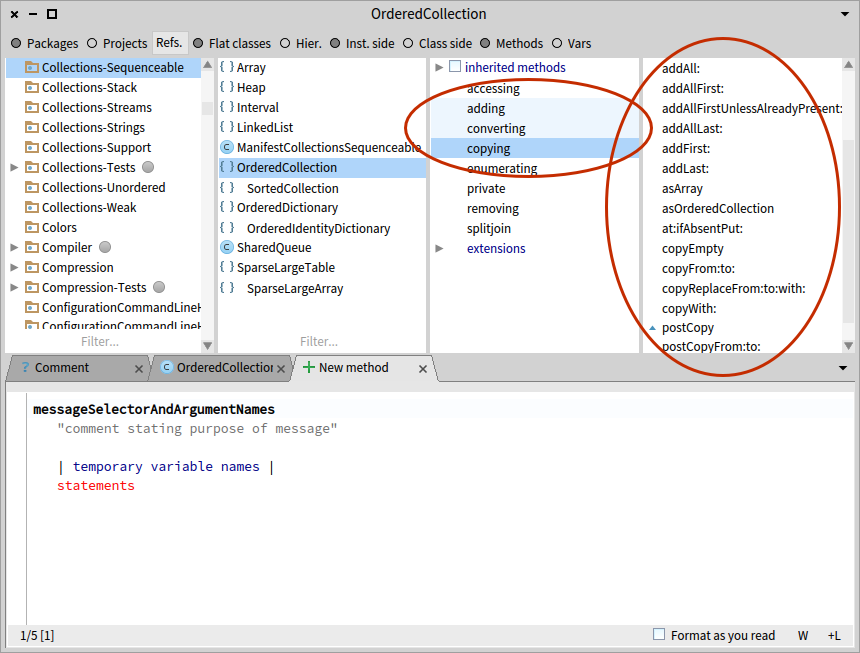 OrderedCollection
Packages Projects Refs. Flat classes Hier. Inst. side Class side Methods Vars
Collections-Sequenceable
Collections-Stack
Collections-Streams
Collections-Strings
Collections-Support
Collections-Tests
Collections-Unordered
Collections-Weak
Colors
Compiler
Compression
Compression-Tests
ConfigurationCommandLineH
ConfigurationCommandLineH
Filter...
{ } Array
{ } Heap
{ } Interval
{ } LinkedList
C ManifestCollectionsSequenceable
{ } OrderedCollection
{ } SortedCollection
{ } OrderedDictionary
{ } OrderedIdentityDictionary
C SharedQueue
{ } SparseLargeTable
{ } SparseLargeArray
Filter...
inherited methods
accessing
adding
converting
copying
enumerating
private
removing
splitjoin
extensions
addAll:
addAllFirst:
addAllFirstUnlessAlreadyPresent:
addAllLast:
addFirst:
addLast:
asArray
asOrderedCollection
at:ifAbsentPut:
copyEmpty
copyFrom:to:
copyReplaceFrom:to:with:
copyWith:
postCopy
postCopyFrom:to:
? Comment
C OrderedCollection
New method
messageSelectorAndArgumentNames
"comment stating purpose of message"
| temporary variable names |
statements
1/5 [1]
Format as you read W +L